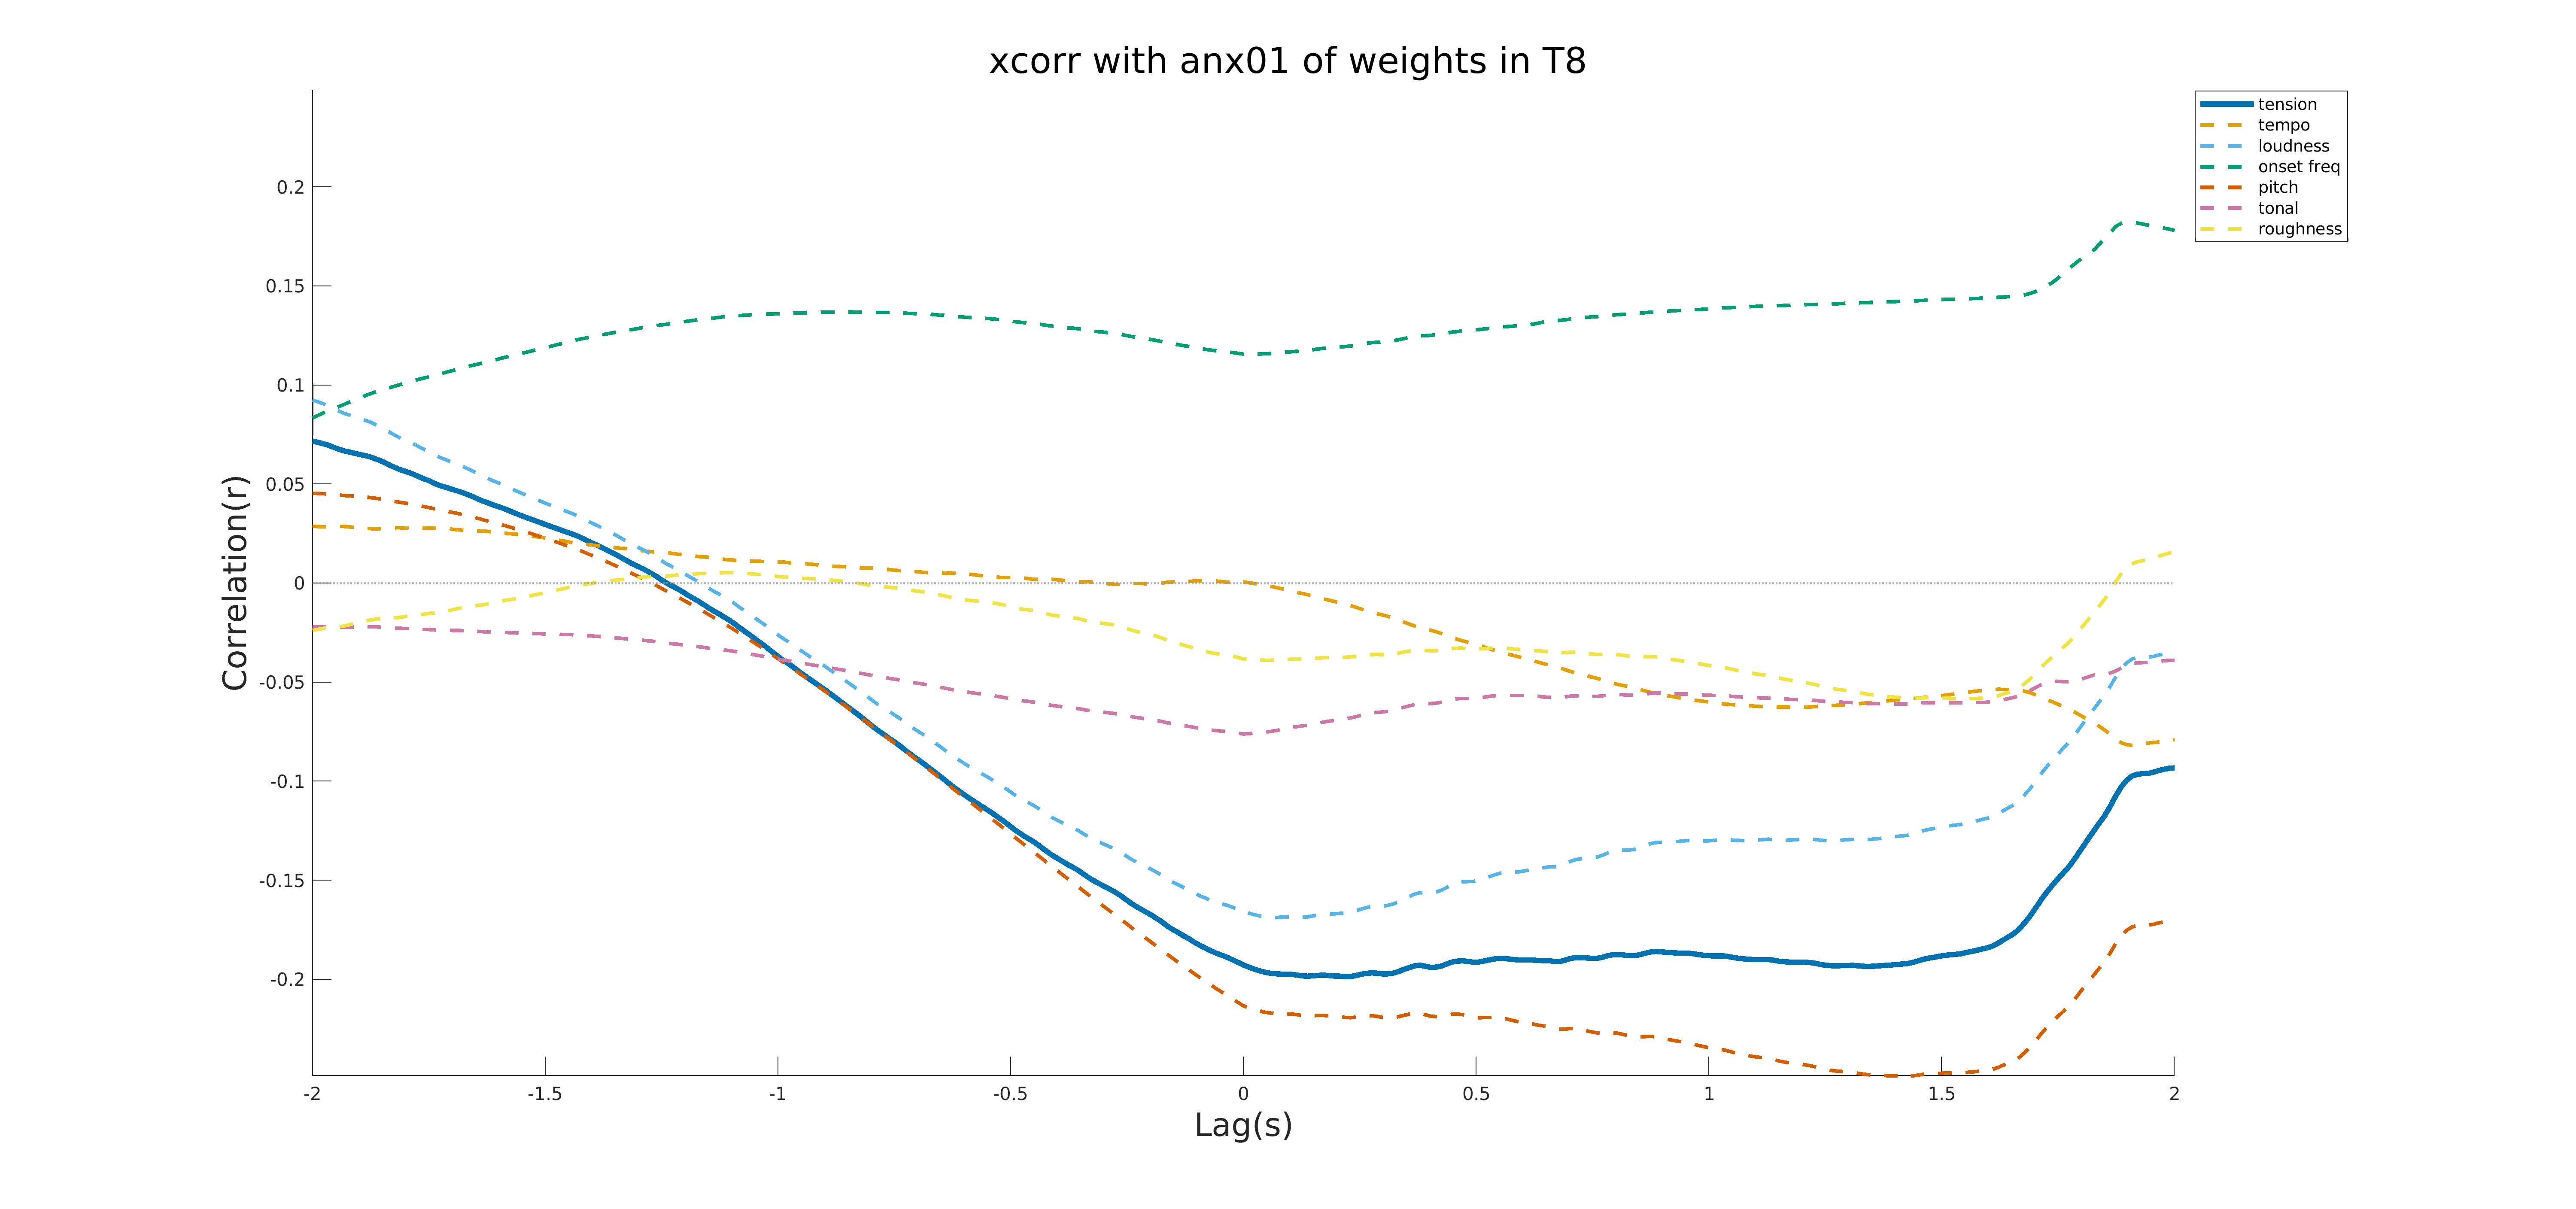 xcorr with anx01 of weights in T8
tension
tempo
loudness
onset freq
pitch
tonal
roughness
Correlation(r)
0.2
0.15
0.1
0.05
0
-0.05
-0.1
-0.15
-0.2
-2
-1.5
-1
-0.5
0
0.5
1
1.5
2
Lag(s)